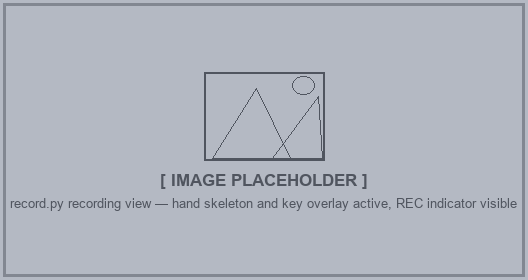 [ IMAGE PLACEHOLDER ]
record.py recording view — hand skeleton and key overlay active, REC indicator visible